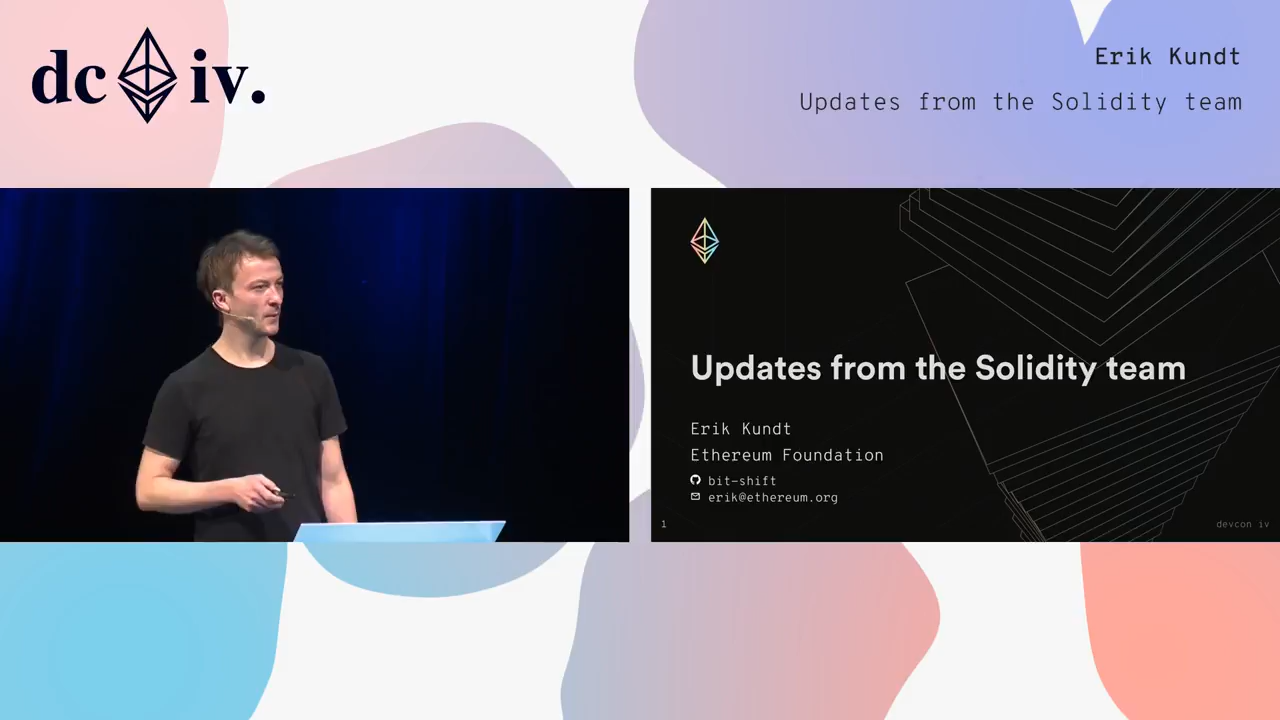 dc iv.
Erik Kundt
Updates from the Solidity team
Updates from the Solidity team
Erik Kundt
Ethereum Foundation
bit-shift
erik@ethereum.org
1
devcon iv